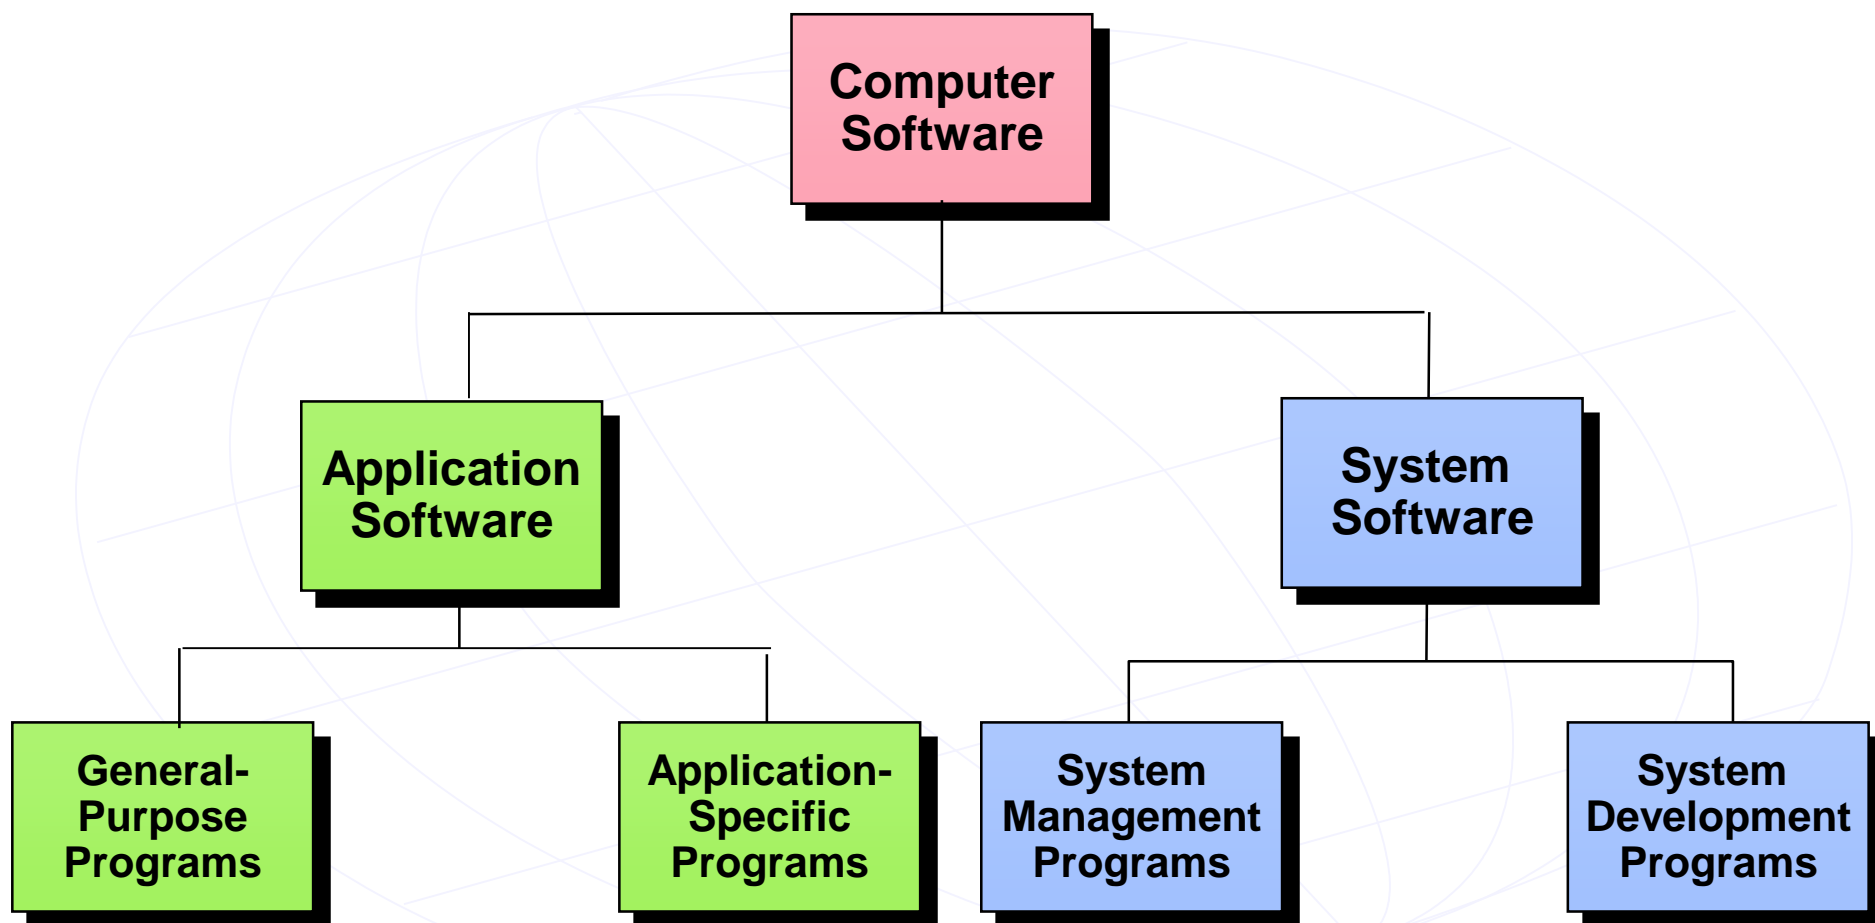 Computer
Software
Application
Software
System
Software
General-
Purpose
Programs
Application-
Specific
Programs
System
Management
Programs
System
Development
Programs